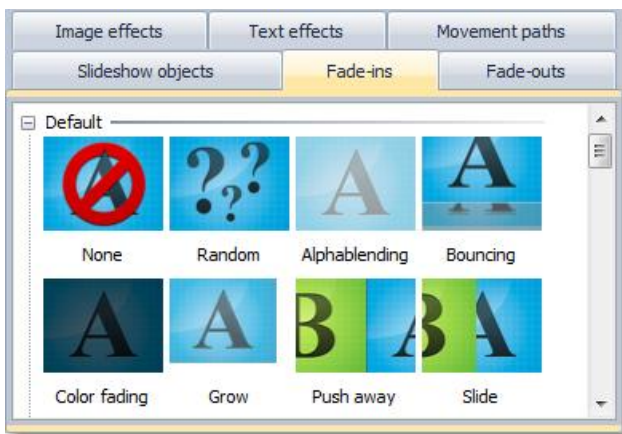 Image effects Text effects Movement paths
Slideshow objects Fade-ins Fade-outs
Default
A ??? A A
None Random Alphablending Bouncing
A A B A B A
Color fading Grow Push away Slide